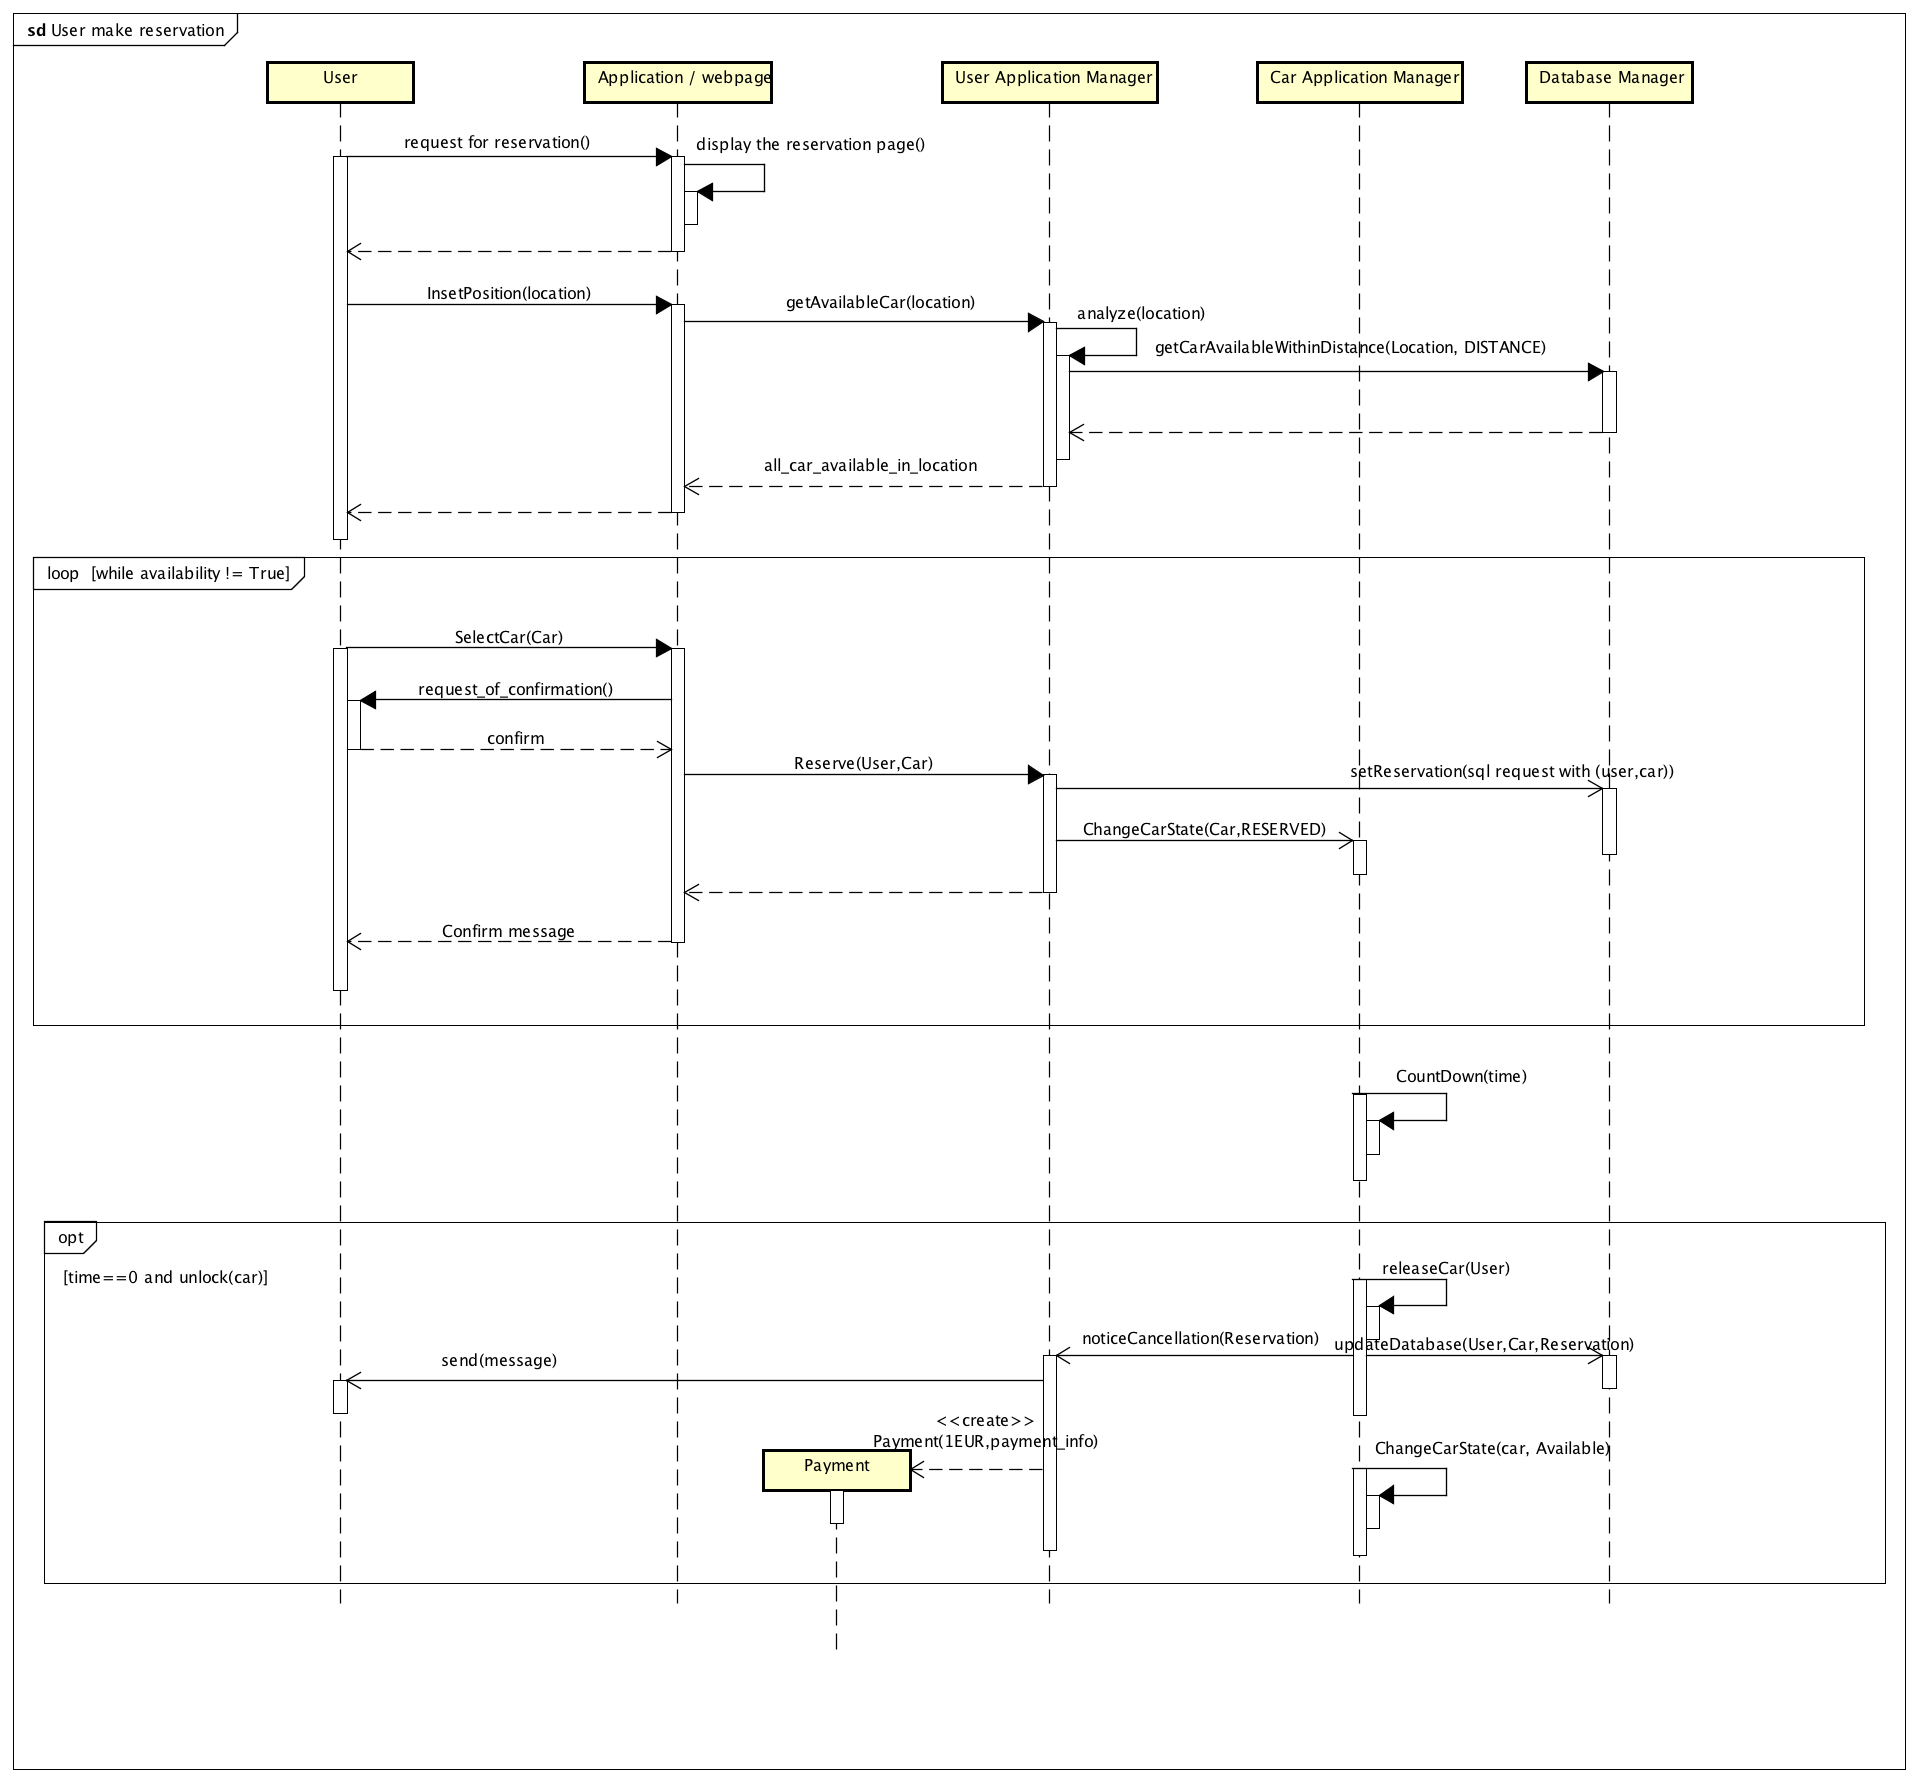 sd User make reservation
User
Application / webpage
User Application Manager
Car Application Manager
Database Manager
request for reservation()
display the reservation page()
InsetPosition(location)
getAvailableCar(location)
analyze(location)
getCarAvailableWithinDistance(Location, DISTANCE)
all_car_available_in_location
loop [while availability != True]
SelectCar(Car)
request_of_confirmation()
confirm
Reserve(User,Car)
setReservation(sql request with (user,car))
ChangeCarState(Car,RESERVED)
Confirm message
CountDown(time)
opt
[time==0 and unlock(car)]
releaseCar(User)
noticeCancellation(Reservation)
updateDatabase(User,Car,Reservation)
send(message)
<<create>>
Payment(1EUR,payment_info)
Payment
ChangeCarState(car, Available)